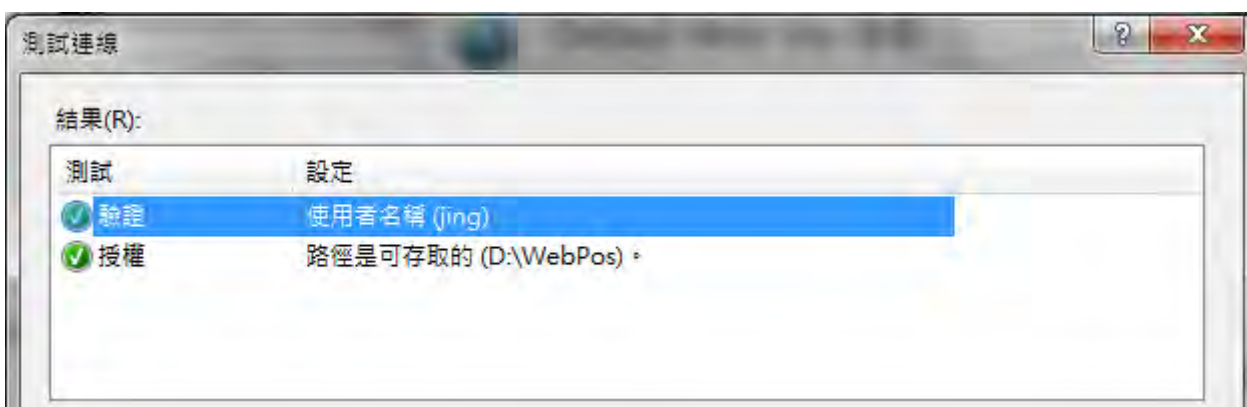 測試連線
結果(R):
測試 設定
驗證 使用者名稱 (jing)
授權 路徑是可存取的 (D:\WebPos)。